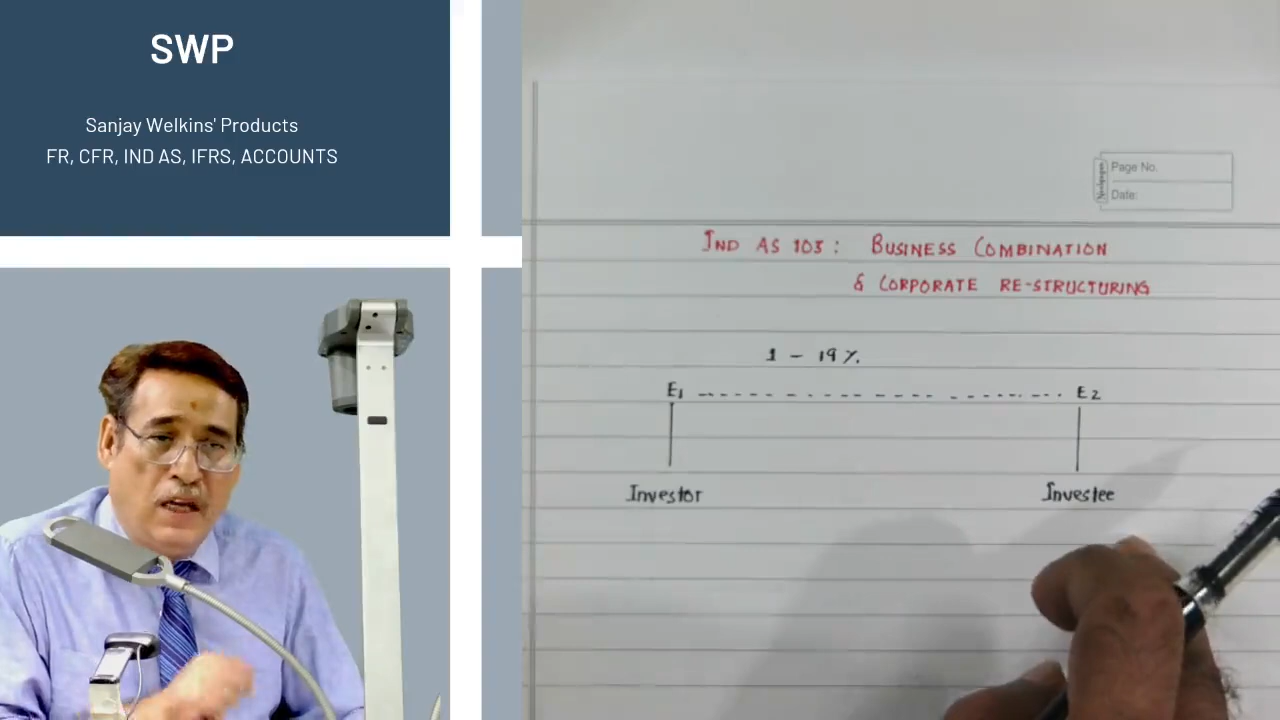 SWP
Sanjay Welkins' Products
FR, CFR, IND AS, IFRS, ACCOUNTS
Neelgagan
Page No.
Date:
IND AS 103: BUSINESS COMBINATION
& CORPORATE RE-STRUCTURING
1 - 19 %.
E1 E2
Investor Investee